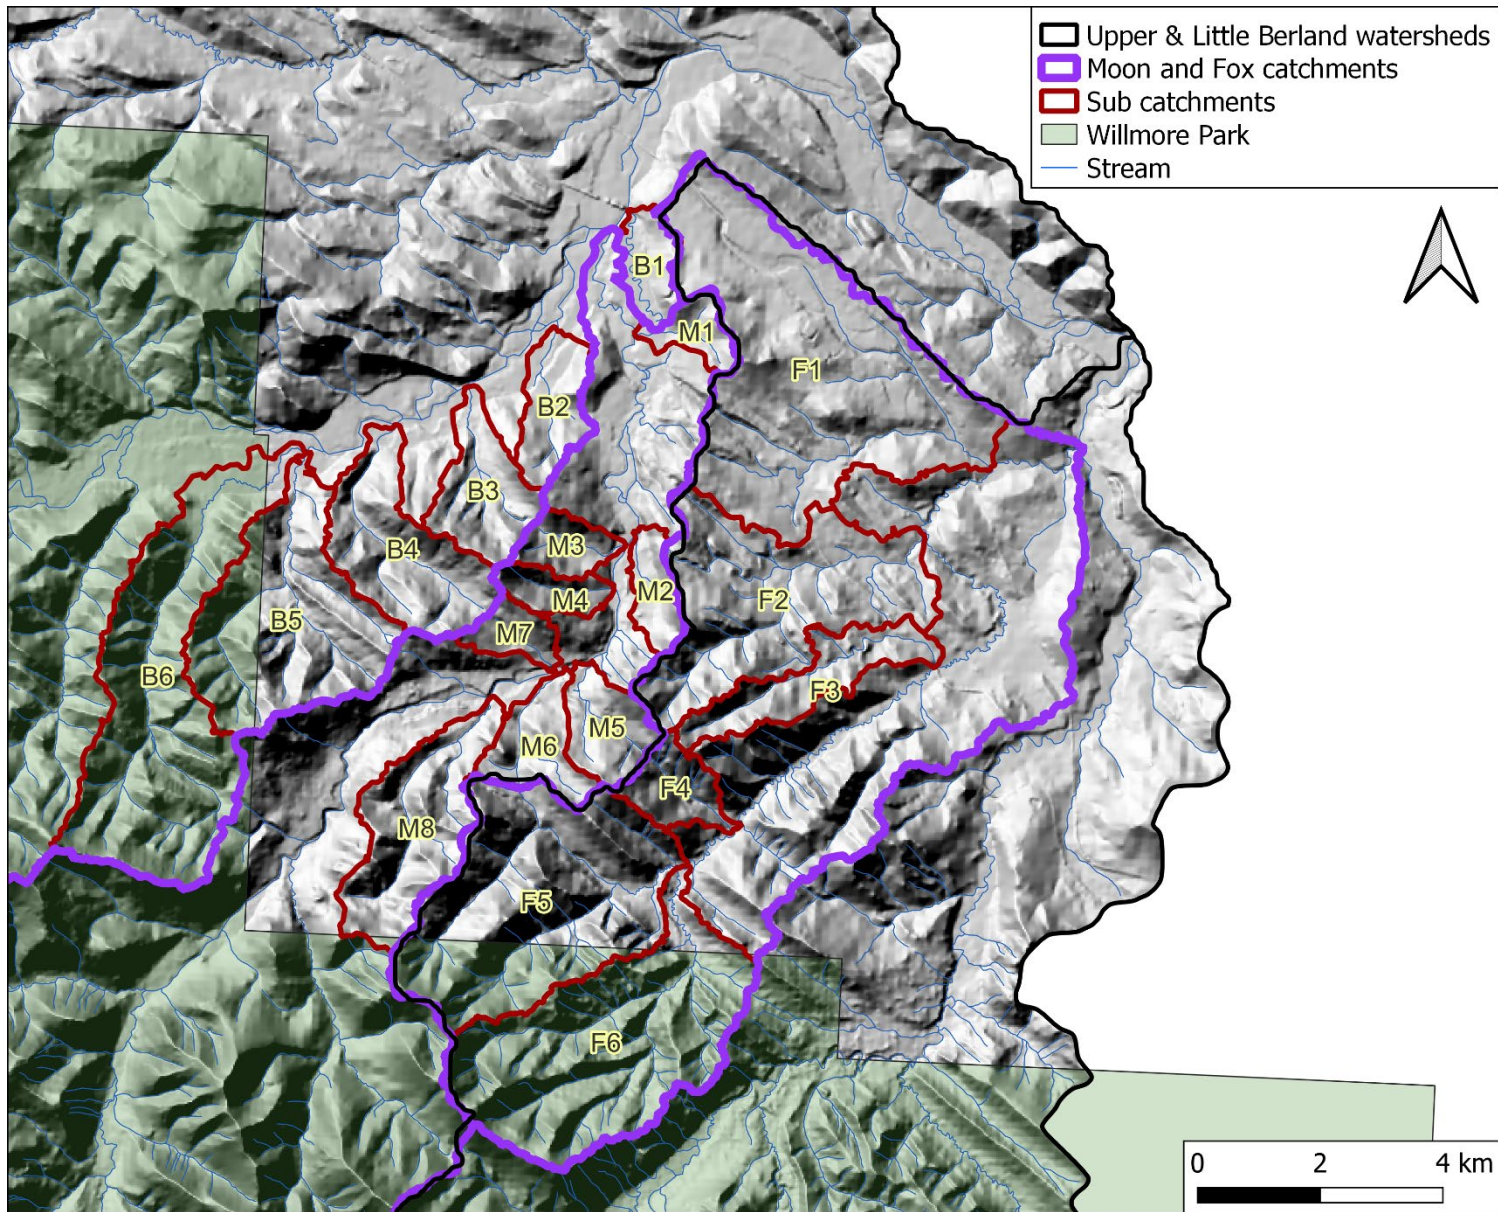 Upper & Little Berland watersheds
Moon and Fox catchments
Sub catchments
Willmore Park
Stream
B1
M1
F1
B2
B3
M3
B4
M4
M2
F2
B5
M7
B6
F3
M5
M6
F4
M8
F5
F6
0 2 4 km